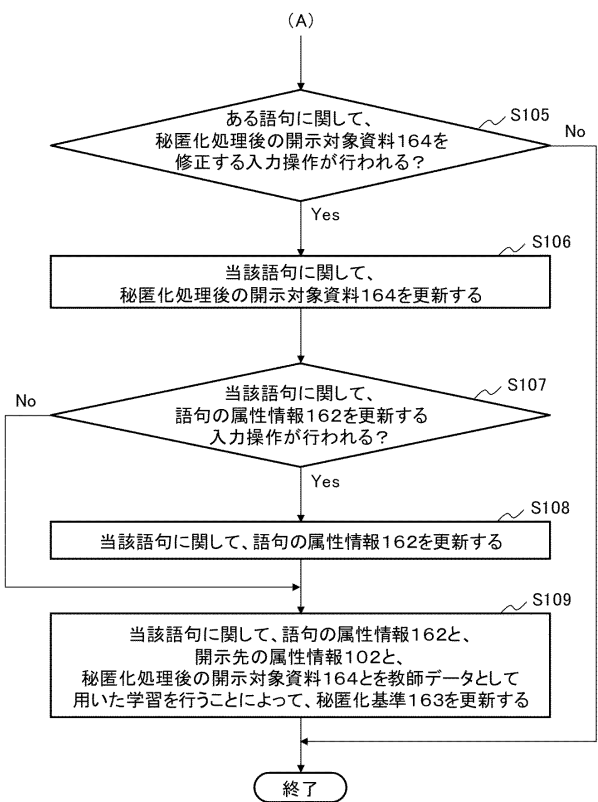 (A)
ある語句に関して、
秘匿化処理後の開示対象資料164を
修正する入力操作が行われる?
S105
No
Yes
S106
当該語句に関して、
秘匿化処理後の開示対象資料164を更新する
S107
No
当該語句に関して、
語句の属性情報162を更新する
入力操作が行われる?
Yes
S108
当該語句に関して、語句の属性情報162を更新する
S109
当該語句に関して、語句の属性情報162と、
開示先の属性情報102と、
秘匿化処理後の開示対象資料164とを教師データとして
用いた学習を行うことによって、秘匿化基準163を更新する
終了